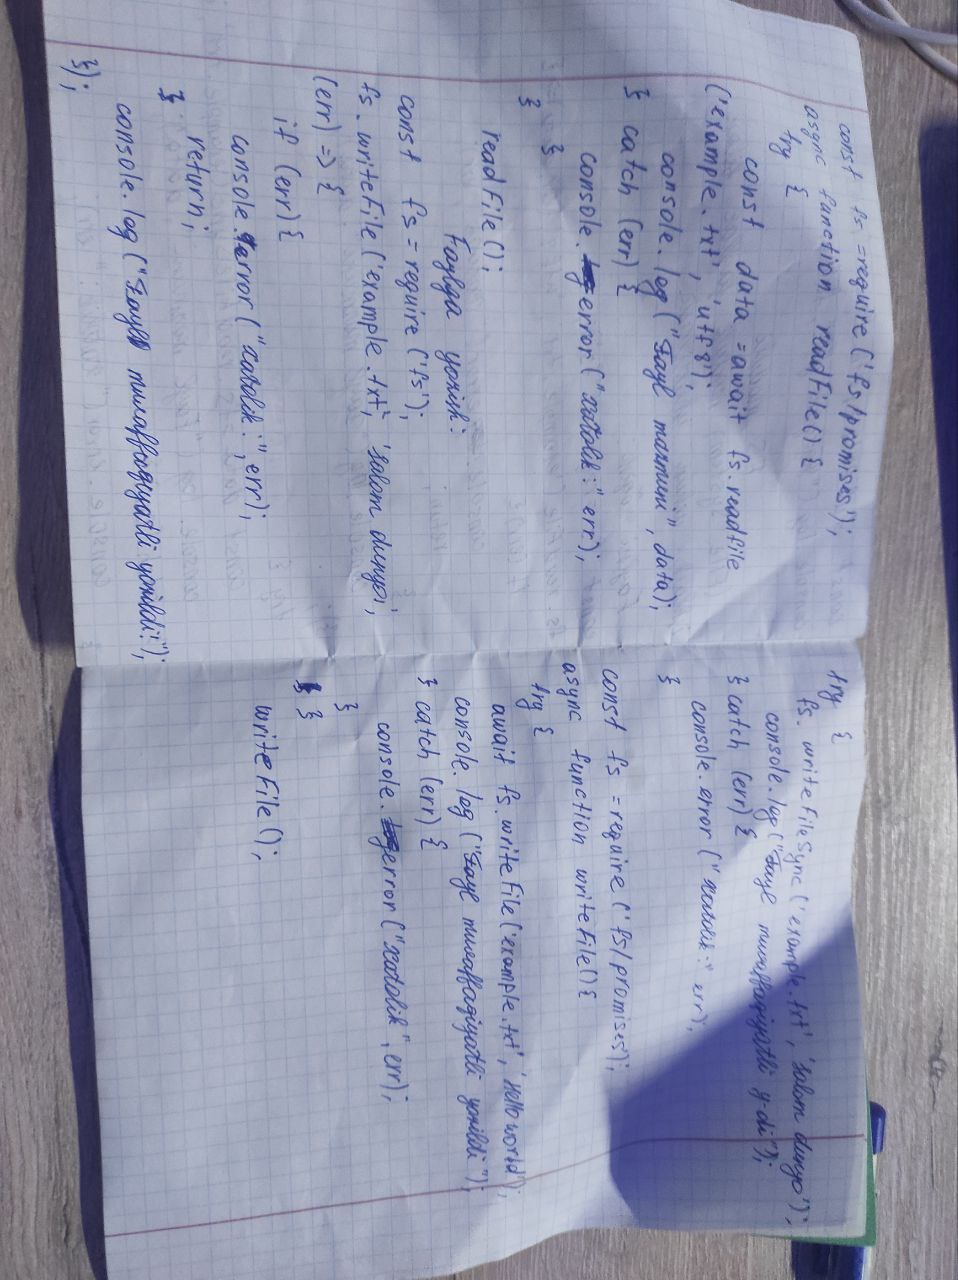 const fs = require ('fs/promises');
async function readFile() {
try {
const data = await fs.readfile
('example.txt', 'utf8');
console.log ("Fayl mazmuni", data);
} catch (err) {
console.error ("xatolik:" err);
}
}
readFile();
Faylga yozish:
const fs = require ('fs');
fs.writeFile ('example.txt', 'Salom dunyo',
(err) => {
if (err) {
console.error ("xatolik:", err);
return;
}
console.log ("Fayl muvaffaqiyatli yozildi!");
});
try {
fs.writeFileSync ('example.txt', 'Salom dunyo');
console.log ("Fayl muvaffaqiyatli y-di");
} catch (err) {
console.error ("xatolik:" err);
}
const fs = require ('fs/promises');
async function writeFile() {
try {
await fs.writeFile ('example.txt', 'Hello world');
console.log ("Fayl muvaffaqiyatli yozildi");
} catch (err) {
console.error ("xatolik", err);
}
}
writeFile();